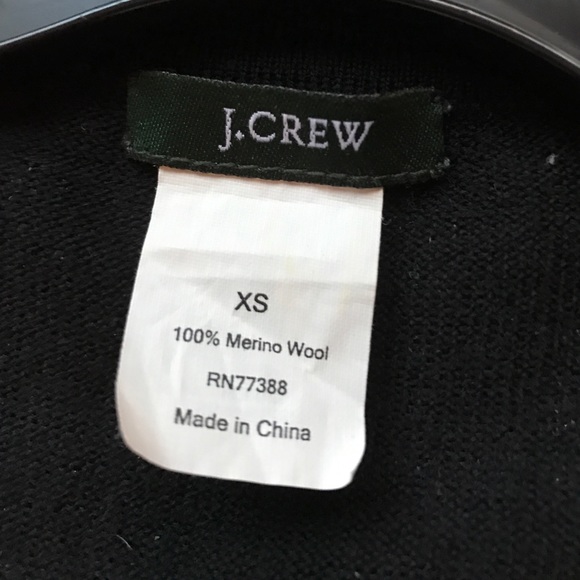 J.CREW
XS
100% Merino Wool
RN77388
Made in China